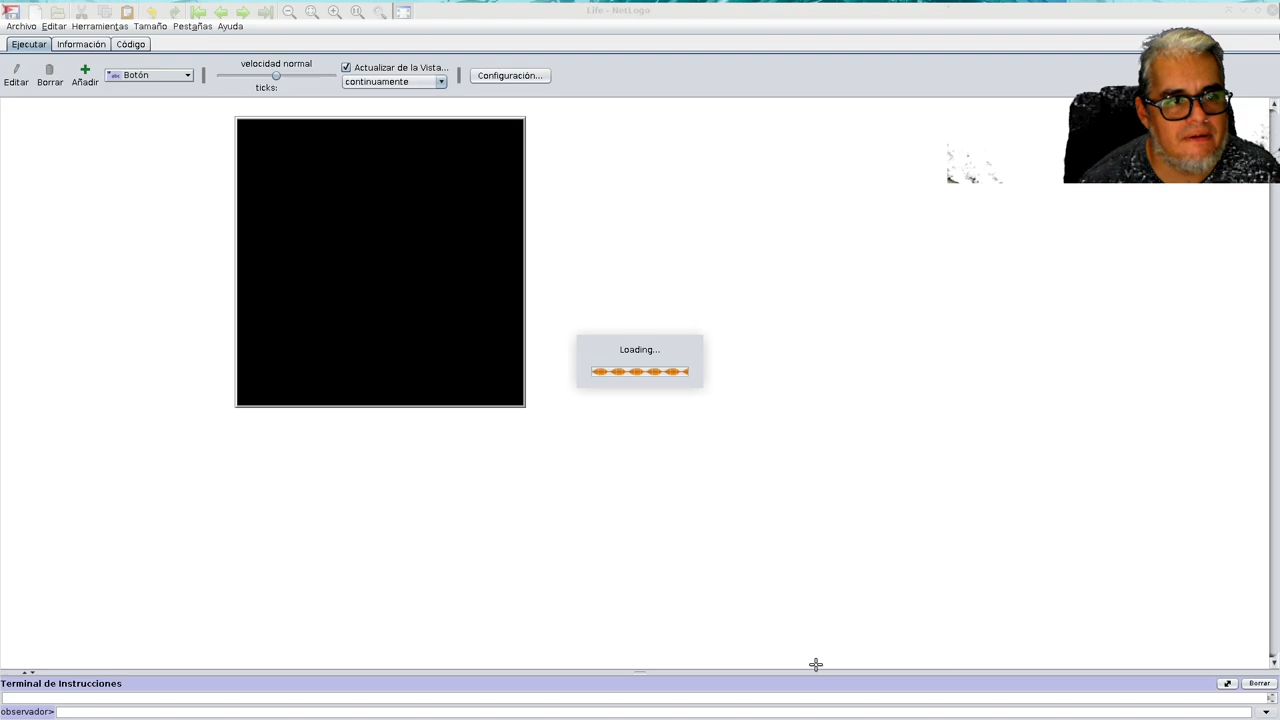 Life - NetLogo
Archivo Editar Herramientas Tamaño Pestañas Ayuda
Ejecutar Información Código
Editar Borrar Añadir
abc Botón
velocidad normal
ticks:
Actualizar de la Vista...
continuamente
Configuración...
Loading...
Terminal de Instrucciones
Borrar
observador>